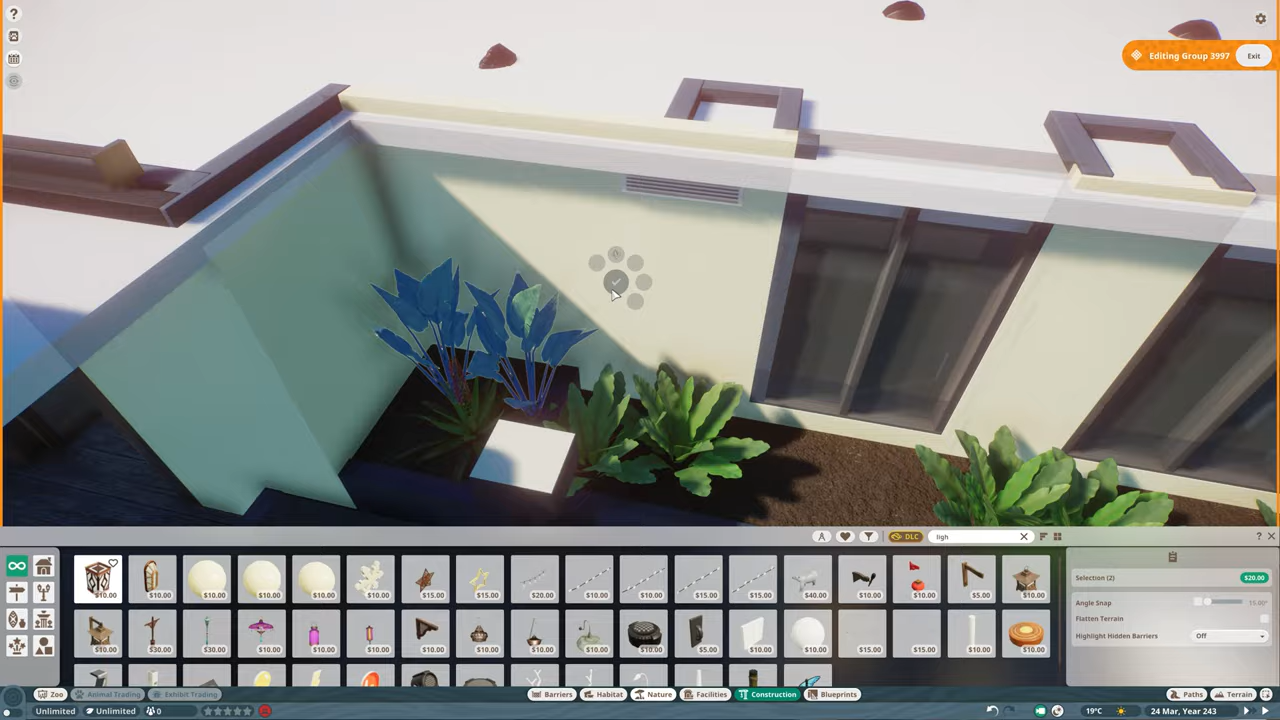 ?
Editing Group 3997
Exit
DLC
ligh
?
$10.00 $10.00 $10.00 $10.00 $10.00 $10.00 $15.00 $15.00 $20.00 $10.00 $10.00 $15.00 $15.00 $40.00 $10.00 $10.00 $5.00 $10.00
$10.00 $30.00 $30.00 $10.00 $10.00 $10.00 $10.00 $10.00 $10.00 $10.00 $10.00 $5.00 $10.00 $10.00 $15.00 $15.00 $10.00 $10.00
Selection (2)
$20.00
Angle Snap
15.00°
Flatten Terrain
Highlight Hidden Barriers
Off
Zoo
Animal Trading
Exhibit Trading
Barriers
Habitat
Nature
Facilities
Construction
Blueprints
Paths
Terrain
Unlimited
Unlimited
0
19°C
24 Mar, Year 243